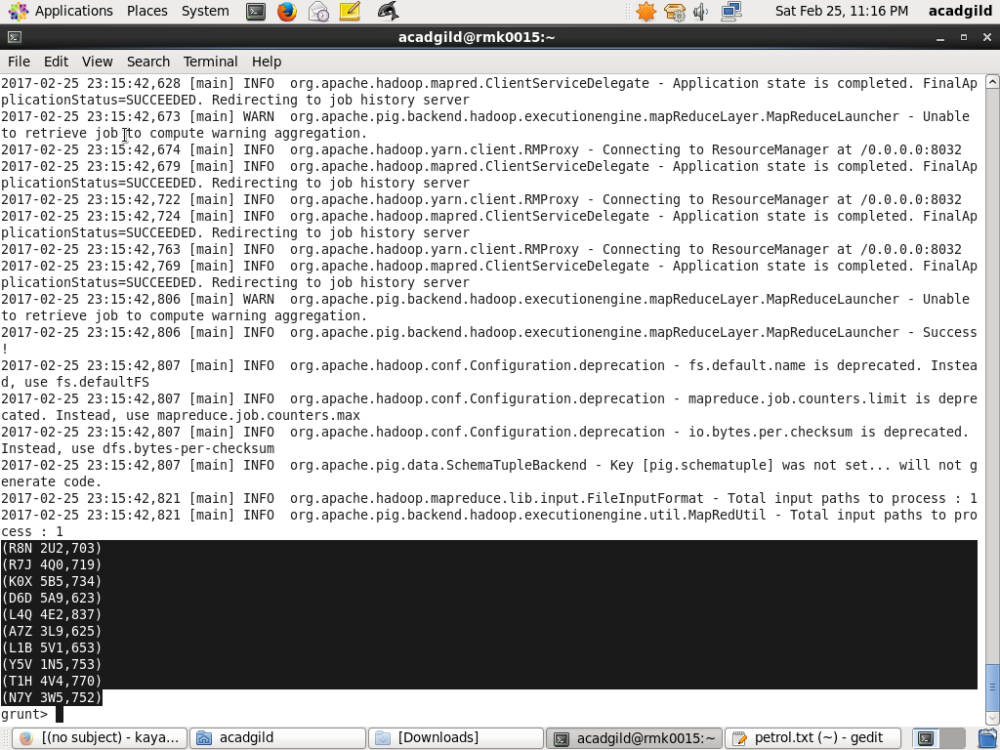 Applications Places System Sat Feb 25, 11:16 PM acadgild
acadgild@rmk0015:~
File Edit View Search Terminal Help
2017-02-25 23:15:42,628 [main] INFO  org.apache.hadoop.mapred.ClientServiceDelegate - Application state is completed. FinalAp
plicationStatus=SUCCEEDED. Redirecting to job history server
2017-02-25 23:15:42,673 [main] WARN  org.apache.pig.backend.hadoop.executionengine.mapReduceLayer.MapReduceLauncher - Unable
to retrieve job to compute warning aggregation.
2017-02-25 23:15:42,674 [main] INFO  org.apache.hadoop.yarn.client.RMProxy - Connecting to ResourceManager at /0.0.0.0:8032
2017-02-25 23:15:42,679 [main] INFO  org.apache.hadoop.mapred.ClientServiceDelegate - Application state is completed. FinalAp
plicationStatus=SUCCEEDED. Redirecting to job history server
2017-02-25 23:15:42,722 [main] INFO  org.apache.hadoop.yarn.client.RMProxy - Connecting to ResourceManager at /0.0.0.0:8032
2017-02-25 23:15:42,724 [main] INFO  org.apache.hadoop.mapred.ClientServiceDelegate - Application state is completed. FinalAp
plicationStatus=SUCCEEDED. Redirecting to job history server
2017-02-25 23:15:42,763 [main] INFO  org.apache.hadoop.yarn.client.RMProxy - Connecting to ResourceManager at /0.0.0.0:8032
2017-02-25 23:15:42,769 [main] INFO  org.apache.hadoop.mapred.ClientServiceDelegate - Application state is completed. FinalAp
plicationStatus=SUCCEEDED. Redirecting to job history server
2017-02-25 23:15:42,806 [main] WARN  org.apache.pig.backend.hadoop.executionengine.mapReduceLayer.MapReduceLauncher - Unable
to retrieve job to compute warning aggregation.
2017-02-25 23:15:42,806 [main] INFO  org.apache.pig.backend.hadoop.executionengine.mapReduceLayer.MapReduceLauncher - Success
!
2017-02-25 23:15:42,807 [main] INFO  org.apache.hadoop.conf.Configuration.deprecation - fs.default.name is deprecated. Instea
d, use fs.defaultFS
2017-02-25 23:15:42,807 [main] INFO  org.apache.hadoop.conf.Configuration.deprecation - mapreduce.job.counters.limit is depre
cated. Instead, use mapreduce.job.counters.max
2017-02-25 23:15:42,807 [main] INFO  org.apache.hadoop.conf.Configuration.deprecation - io.bytes.per.checksum is deprecated.
Instead, use dfs.bytes-per-checksum
2017-02-25 23:15:42,807 [main] INFO  org.apache.pig.data.SchemaTupleBackend - Key [pig.schematuple] was not set... will not g
enerate code.
2017-02-25 23:15:42,821 [main] INFO  org.apache.hadoop.mapreduce.lib.input.FileInputFormat - Total input paths to process : 1
2017-02-25 23:15:42,821 [main] INFO  org.apache.pig.backend.hadoop.executionengine.util.MapRedUtil - Total input paths to pro
cess : 1
(R8N 2U2,703)
(R7J 4Q0,719)
(K0X 5B5,734)
(D6D 5A9,623)
(L4Q 4E2,837)
(A7Z 3L9,625)
(L1B 5V1,653)
(Y5V 1N5,753)
(T1H 4V4,770)
(N7Y 3W5,752)
grunt>
[(no subject) - kaya... acadgild [Downloads] acadgild@rmk0015:~ petrol.txt (~) - gedit